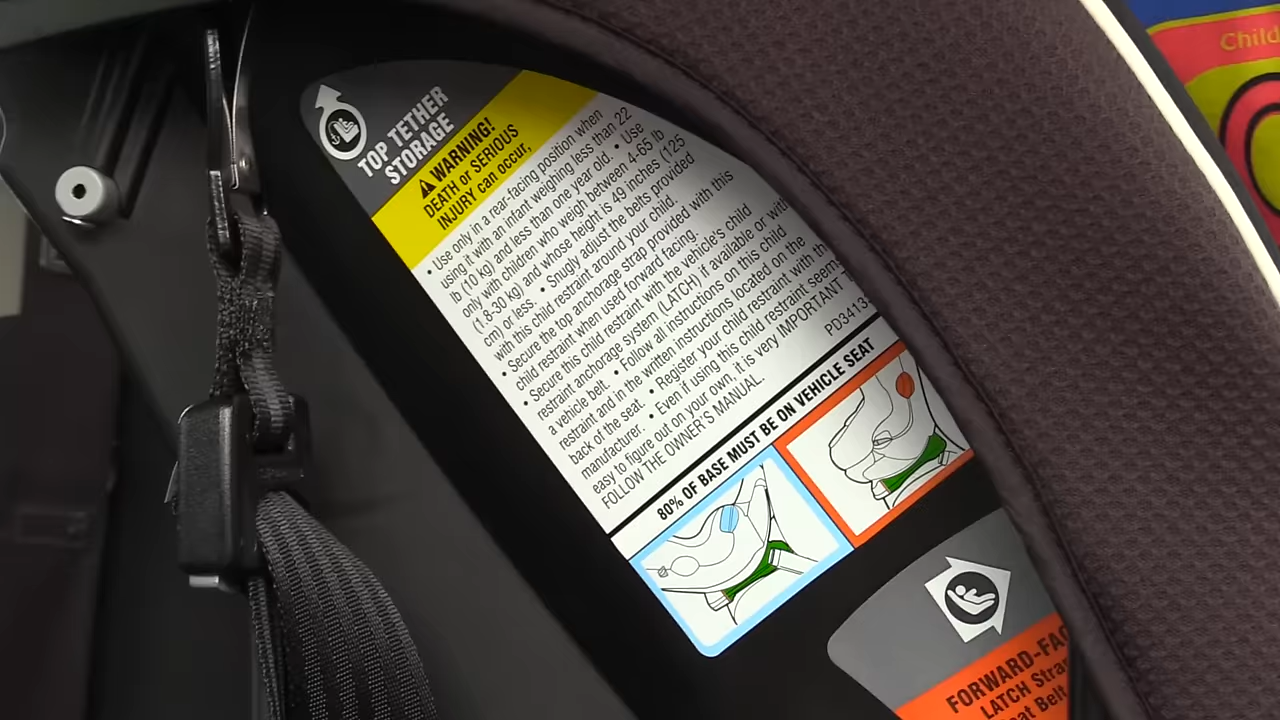 TOP TETHER
STORAGE
WARNING!
DEATH or SERIOUS
INJURY can occur,
• Use only in a rear-facing position when
using it with an infant weighing less than 22
lb (10 kg) and less than one year old. • Use
only with children who weigh between 4-65 lb
(1.8-30 kg) and whose height is 49 inches (125
cm) or less. • Snugly adjust the belts provided
with this child restraint around your child.
• Secure the top anchorage strap provided with this
child restraint when used forward facing.
• Secure this child restraint with the vehicle's child
restraint anchorage system (LATCH) if available or with
a vehicle belt. • Follow all instructions on this child
restraint and in the written instructions located on the
back of the seat. • Register your child restraint with the
manufacturer. • Even if using this child restraint seems
easy to figure out on your own, it is very IMPORTANT
FOLLOW THE OWNER'S MANUAL.
PD3413
80% OF BASE MUST BE ON VEHICLE SEAT
FORWARD-FAC
LATCH Strap
eat Belt
Child